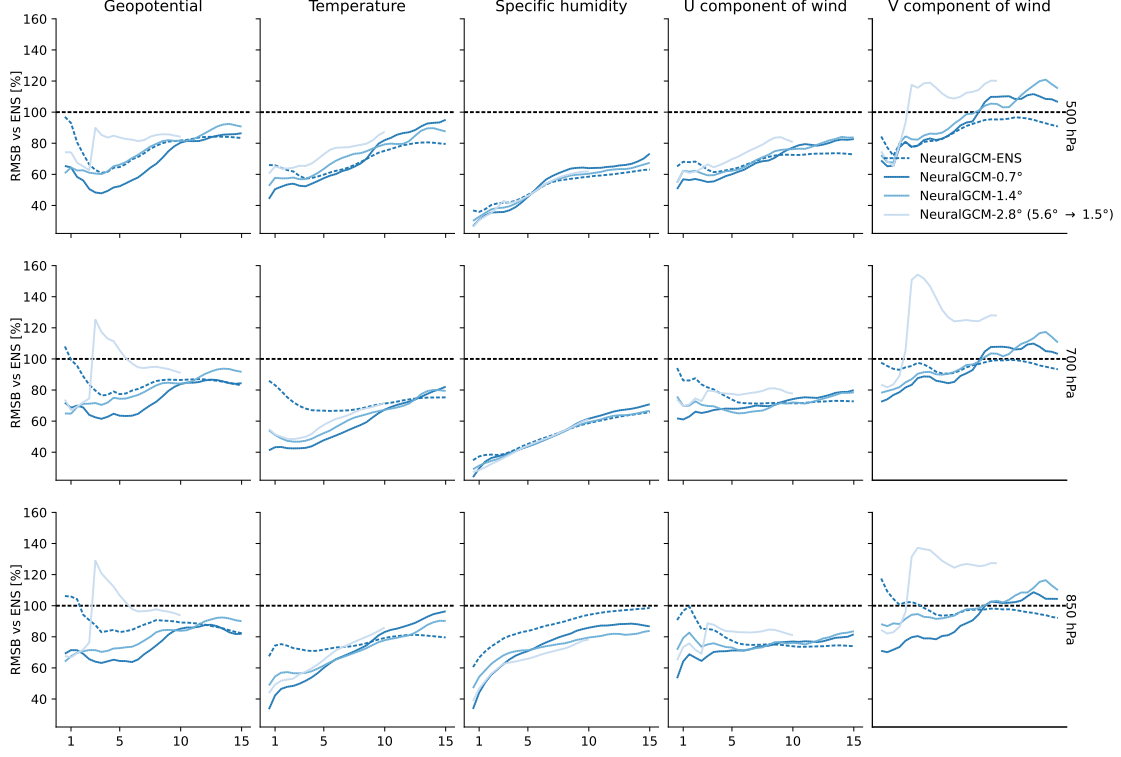 Geopotential
Temperature
Specific humidity
U component of wind
V component of wind
160
140
120
100
80
60
40
RMSB vs ENS [%]
500 hPa
NeuralGCM-ENS
NeuralGCM-0.7°
NeuralGCM-1.4°
NeuralGCM-2.8° (5.6° → 1.5°)
160
140
120
100
80
60
40
RMSB vs ENS [%]
700 hPa
160
140
120
100
80
60
40
RMSB vs ENS [%]
850 hPa
1 5 10 15
1 5 10 15
1 5 10 15
1 5 10 15